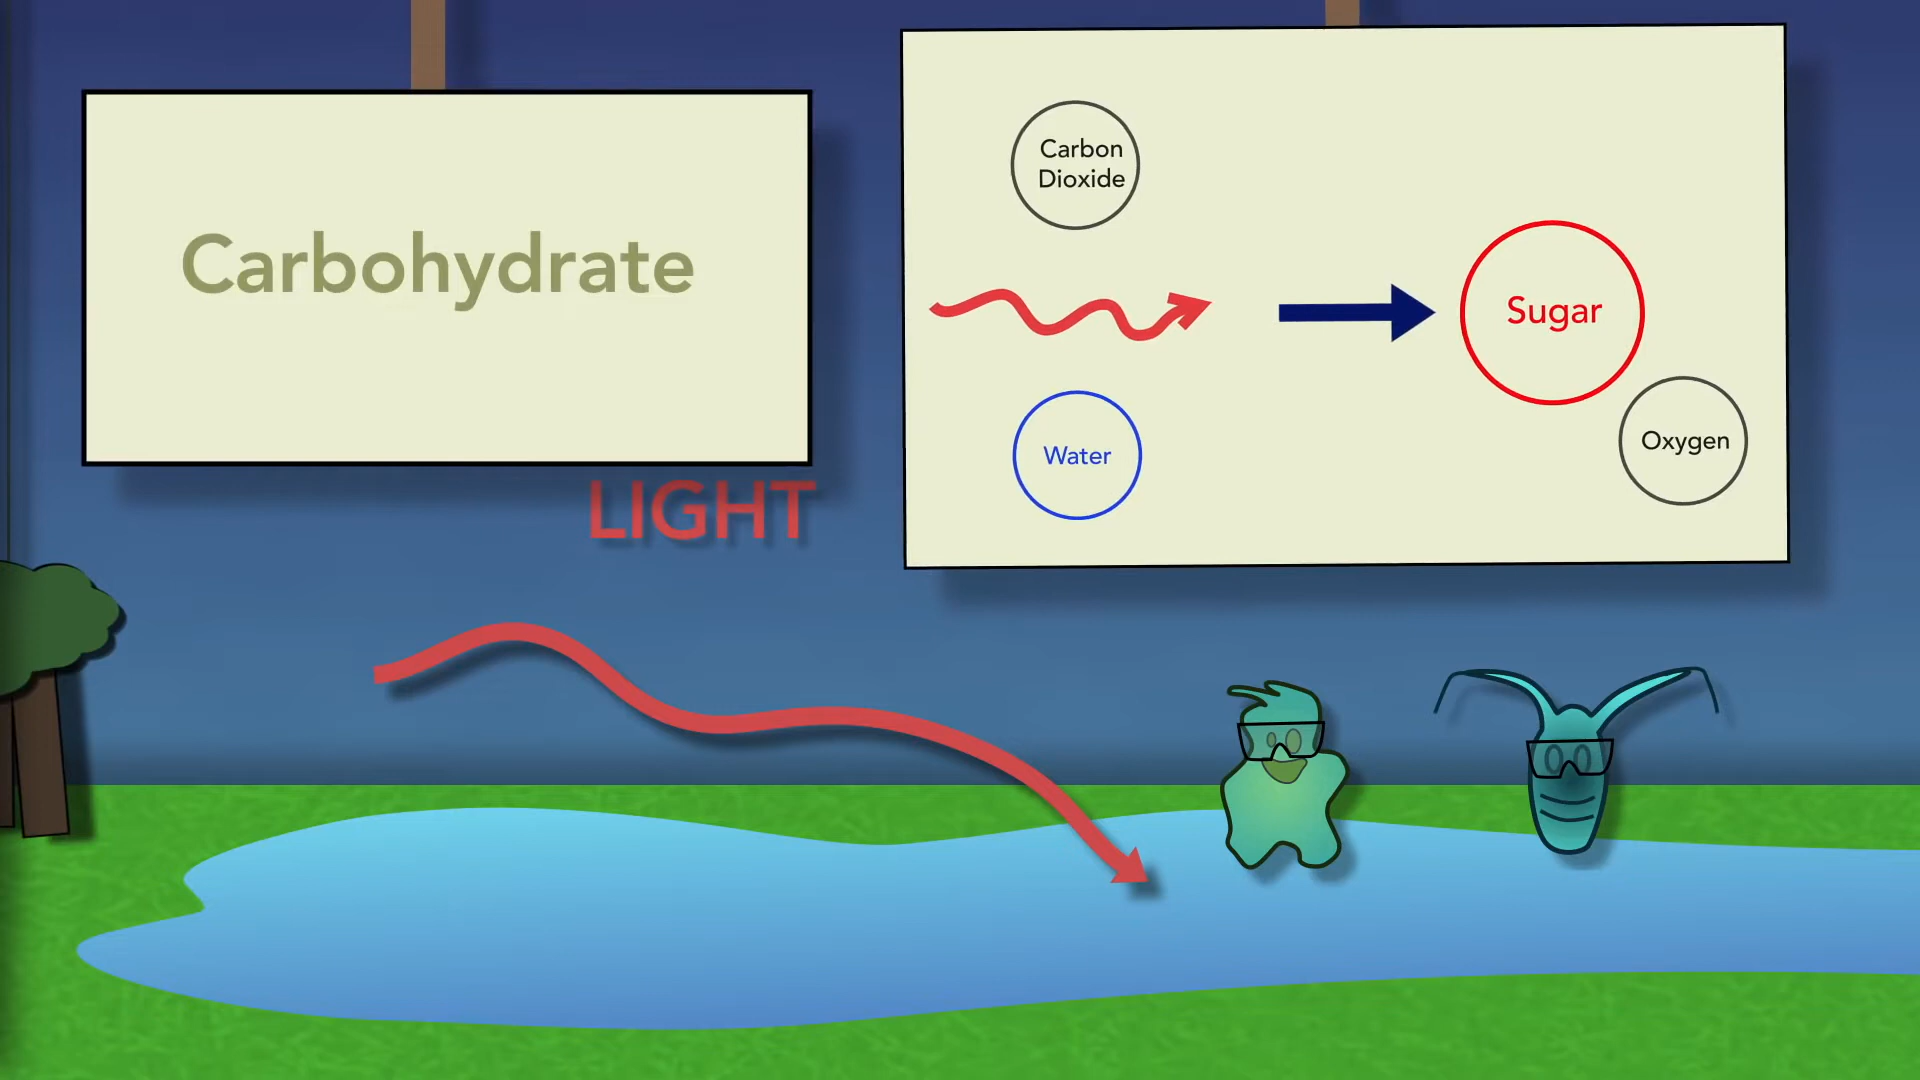 Carbohydrate
LIGHT
Carbon
Dioxide
Sugar
Oxygen
Water